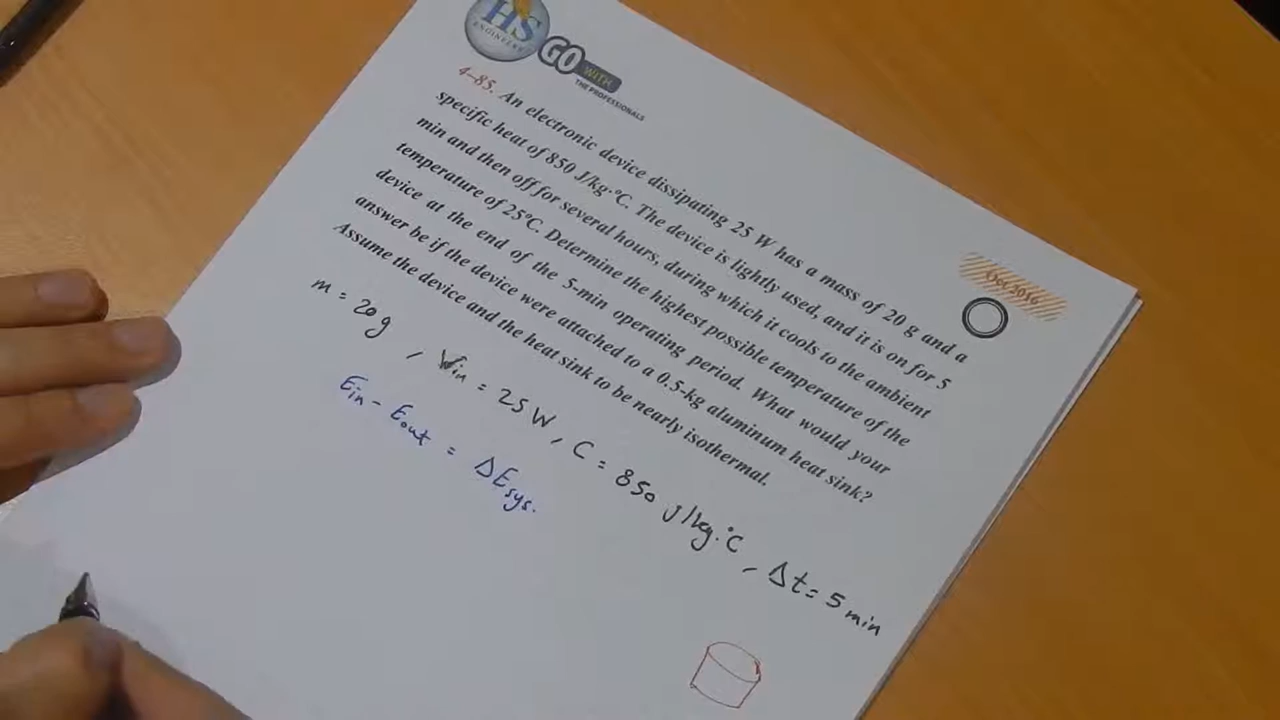 HS
ENGINEERS
GO WITH
THE PROFESSIONALS
4–85. An electronic device dissipating 25 W has a mass of 20 g and a
specific heat of 850 J/kg·°C. The device is lightly used, and it is on for 5
min and then off for several hours, during which it cools to the ambient
temperature of 25°C. Determine the highest possible temperature of the
device at the end of the 5-min operating period. What would your
answer be if the device were attached to a 0.5-kg aluminum heat sink?
Assume the device and the heat sink to be nearly isothermal.
Oct 2016
m = 20g , Ẇin = 25 W , C = 850 J/kg.°C , Δt = 5 min
Ein - Eout = ΔEsys.